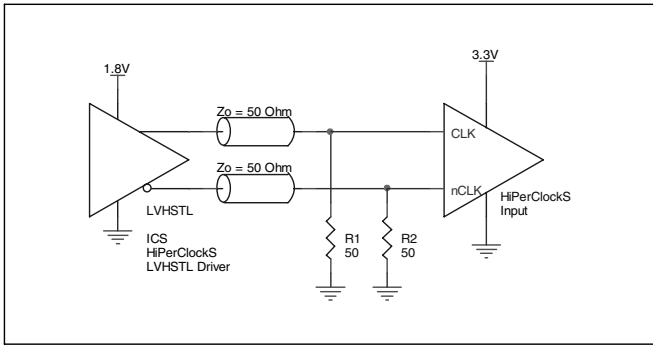 1.8V
3.3V
Zo = 50 Ohm
CLK
Zo = 50 Ohm
nCLK
HiPerClockS
Input
LVHSTL
ICS
HiPerClockS
LVHSTL Driver
R1
50
R2
50